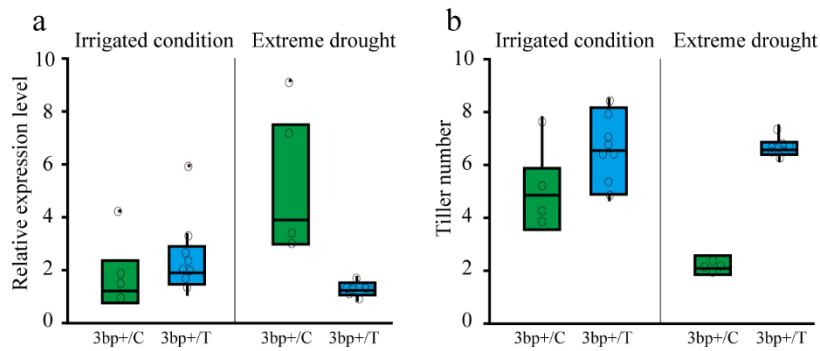 a
Irrigated condition Extreme drought
Relative expression level
10
8
6
4
2
0
3bp+/C 3bp+/T 3bp+/C 3bp+/T
b
Irrigated condition Extreme drought
Tiller number
10
8
6
4
2
0
3bp+/C 3bp+/T 3bp+/C 3bp+/T